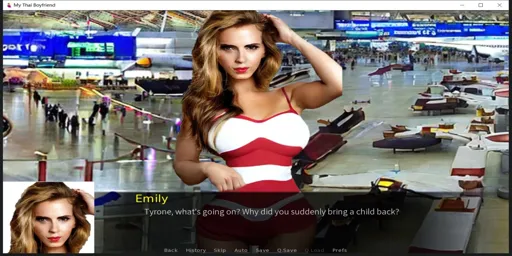 My Thai Boyfriend
Emily
Tyrone, what's going on? Why did you suddenly bring a child back?
Back History Skip Auto Save Q.Save Q.Load Prefs